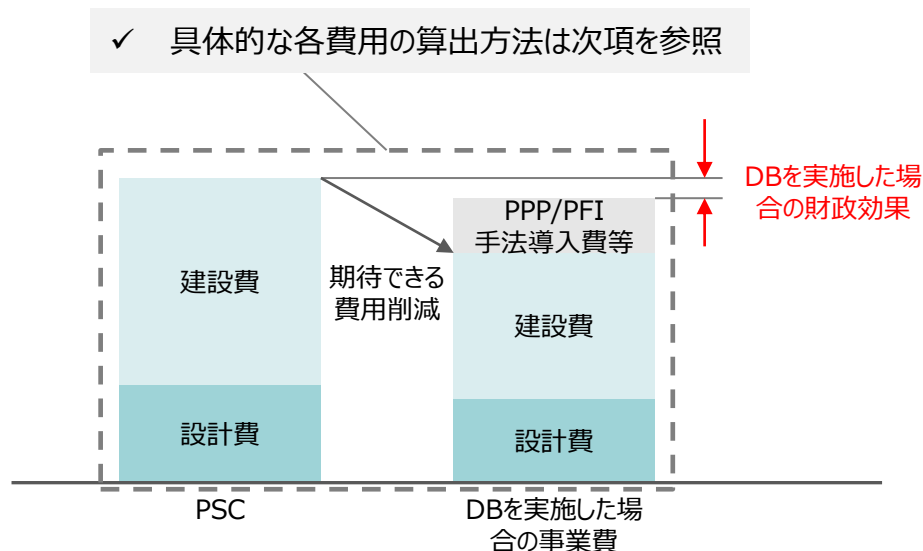 ✓ 具体的な各費用の算出方法は次項を参照
DBを実施した場
合の財政効果
PPP/PFI
手法導入費等
建設費
期待できる
費用削減
建設費
設計費
設計費
PSC
DBを実施した場
合の事業費